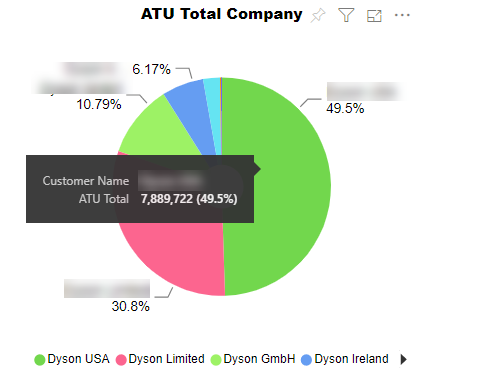 ATU Total Company
6.17%
10.79%
49.5%
Customer Name
ATU Total 7,889,722 (49.5%)
30.8%
Dyson USA Dyson Limited Dyson GmbH Dyson Ireland